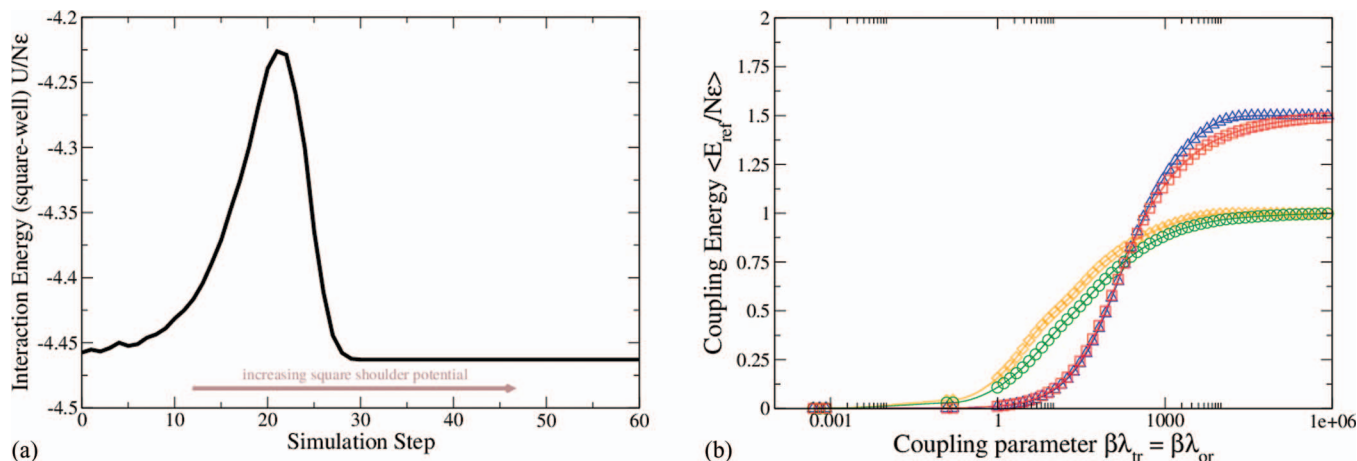 Interaction Energy (square-well) U/Nε
-4.2
-4.25
-4.3
-4.35
-4.4
-4.45
-4.5
increasing square shoulder potential
0 10 20 30 40 50 60
Simulation Step
(a)
Coupling Energy <E_ref/Nε>
2
1.75
1.5
1.25
1
0.75
0.5
0.25
0
0.001 1 1000 1e+06
Coupling parameter βλ_tr = βλ_or
(b)